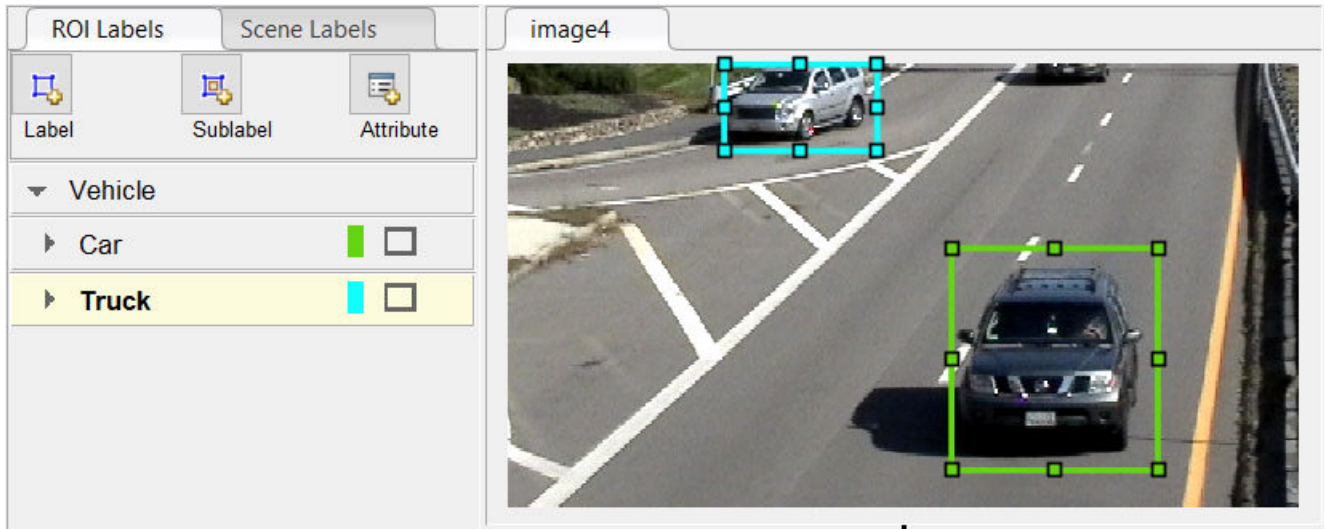 ROI Labels
Scene Labels
image4
Label
Sublabel
Attribute
Vehicle
Car
Truck